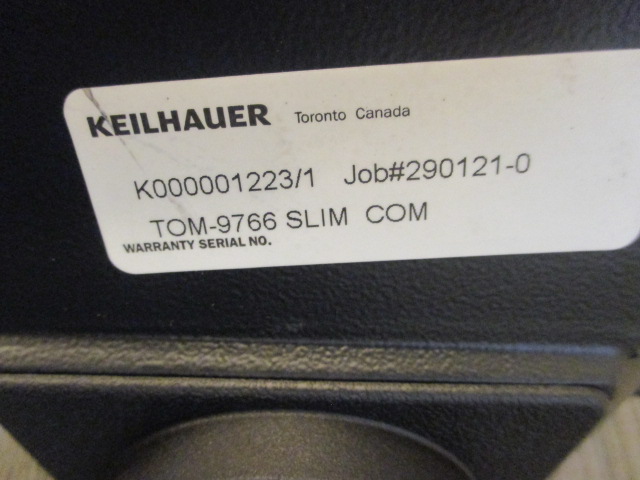 KEILHAUER Toronto Canada
K000001223/1 Job#290121-0
TOM-9766 SLIM COM
WARRANTY SERIAL NO.